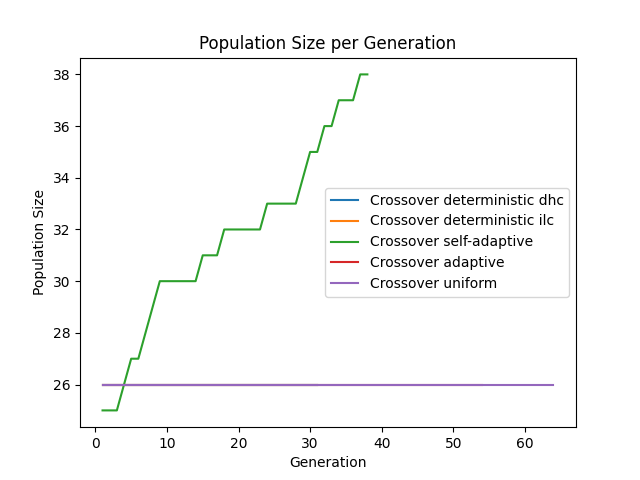 Population Size per Generation
38
36
34
32
30
28
26
Population Size
Crossover deterministic dhc
Crossover deterministic ilc
Crossover self-adaptive
Crossover adaptive
Crossover uniform
0 10 20 30 40 50 60
Generation